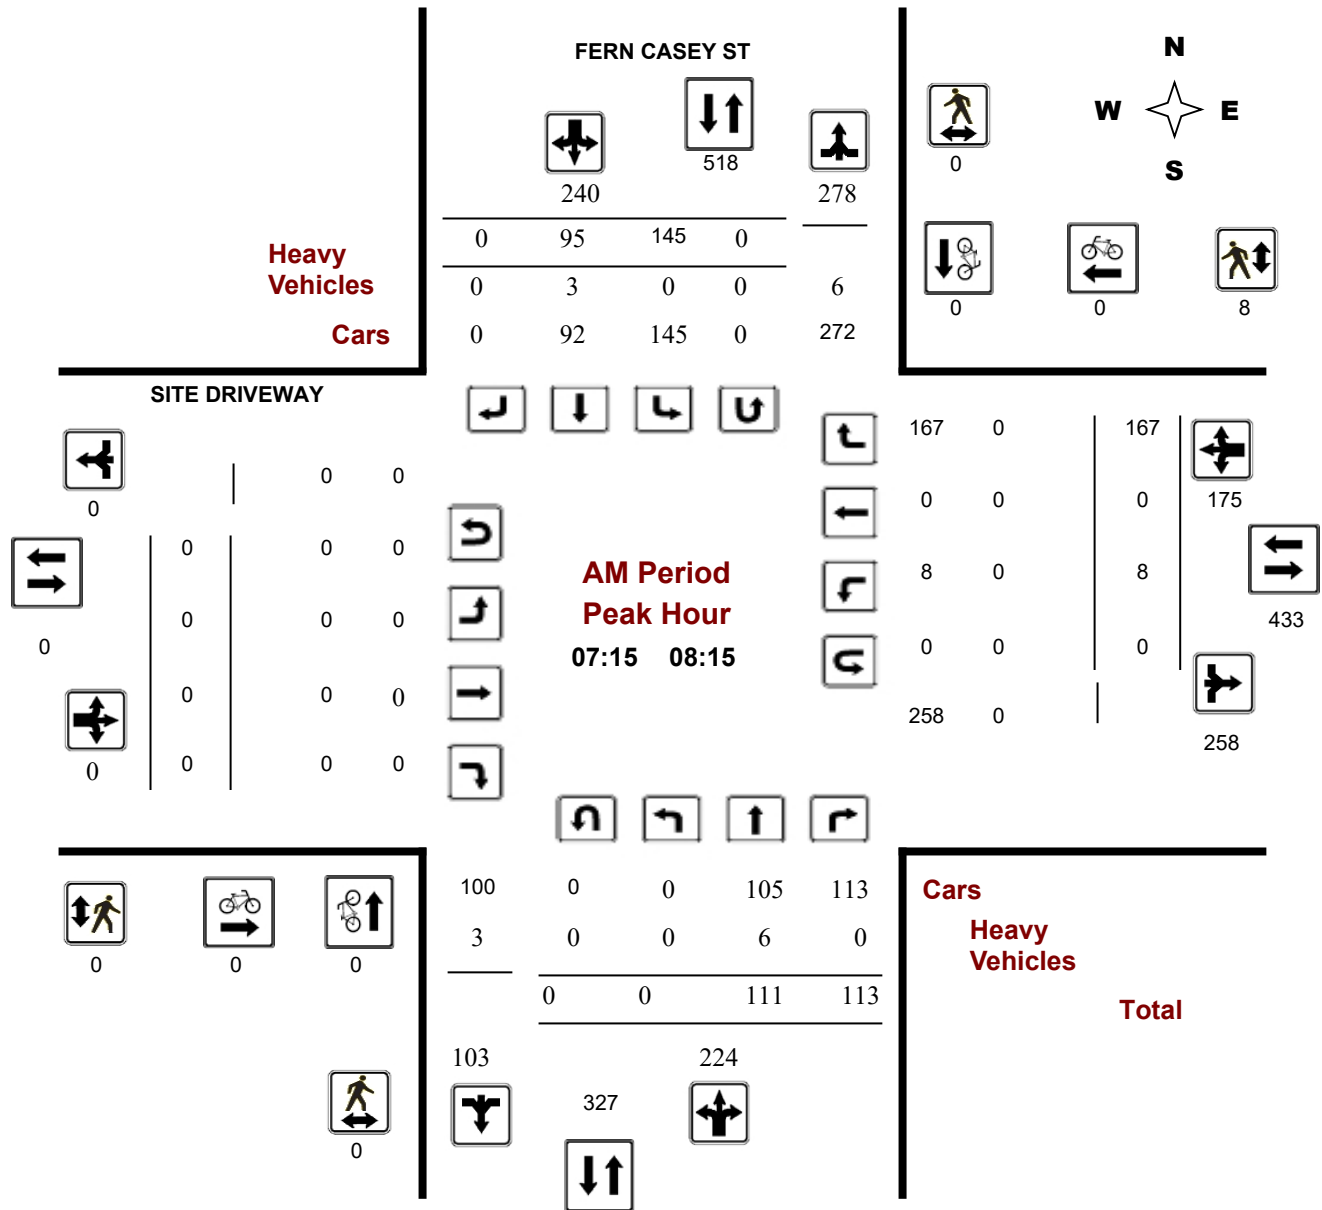 FERN CASEY ST
N
W E
S
518
0
240 278
0 95 145 0
Heavy
Vehicles
0 3 0 0 6
0 0 8
Cars 0 92 145 0 272
SITE DRIVEWAY
167 0 167
0 0
0
0 0 0 175
0 0 0
AM Period
8 0 8
Peak Hour
0 0 0
433
0
07:15 08:15
0 0 0
0 0 0
258 0
258
0 0 0 0
100 0 0 105 113
Cars
3 0 0 6 0
Heavy
Vehicles
0 0 0
0 0 111 113
Total
103 224
327
0